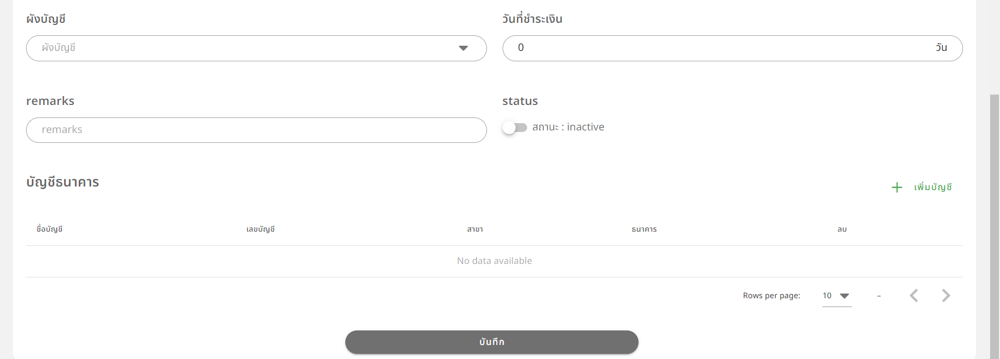 ผังบัญชี
วันที่ชำระเงิน
ผังบัญชี
0 วัน
remarks
status
remarks
สถานะ : inactive
บัญชีธนาคาร
เพิ่มบัญชี
ชื่อบัญชี เลขบัญชี สาขา ธนาคาร ลบ
No data available
Rows per page: 10 –
บันทึก